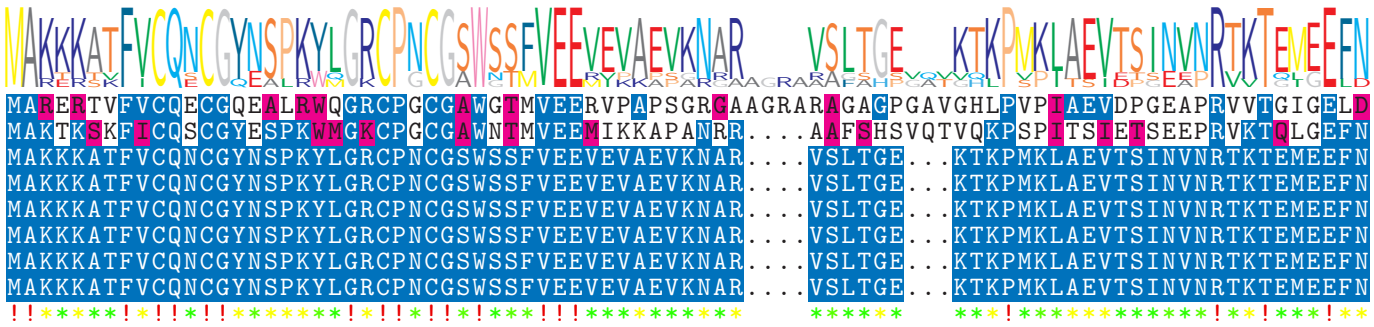 MAKKKATFVCQNCGYNSPKYLGRCPNCGSWSSFVEEVEVAEVKNAR VSLTGE KTKPMKLAEVTSINVNRTKTEMEEFN
MARERTVFVCQECGQEALRWQGRCPGCGAWGTMVEERVPAPSGRGAAGRARAGAGPGAVGHLPVPIAEVDPGEAPRVVTGIGELD
MAKTKSKFICQSCGYESPKWMGKCPGCGAWNTMVEEMIKKAPANRR....AAFSHSVQTVQKPSPITSIETSEEPRVKTQLGEFN
MAKKKATFVCQNCGYNSPKYLGRCPNCGSWSSFVEEVEVAEVKNAR....VSLTGE...KTKPMKLAEVTSINVNRTKTEMEEFN
MAKKKATFVCQNCGYNSPKYLGRCPNCGSWSSFVEEVEVAEVKNAR....VSLTGE...KTKPMKLAEVTSINVNRTKTEMEEFN
MAKKKATFVCQNCGYNSPKYLGRCPNCGSWSSFVEEVEVAEVKNAR....VSLTGE...KTKPMKLAEVTSINVNRTKTEMEEFN
MAKKKATFVCQNCGYNSPKYLGRCPNCGSWSSFVEEVEVAEVKNAR....VSLTGE...KTKPMKLAEVTSINVNRTKTEMEEFN
MAKKKATFVCQNCGYNSPKYLGRCPNCGSWSSFVEEVEVAEVKNAR....VSLTGE...KTKPMKLAEVTSINVNRTKTEMEEFN
MAKKKATFVCQNCGYNSPKYLGRCPNCGSWSSFVEEVEVAEVKNAR....VSLTGE...KTKPMKLAEVTSINVNRTKTEMEEFN
!!*****!*!!*!!*******!*!!*!!*!***!!!********** ****** ***!************!**!***!**